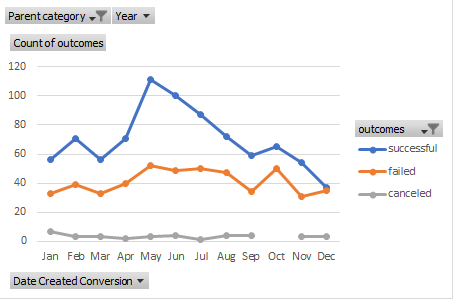 Parent category Year
Count of outcomes
120
100
80
60
40
20
0
Jan Feb Mar Apr May Jun Jul Aug Sep Oct Nov Dec
outcomes
successful
failed
canceled
Date Created Conversion